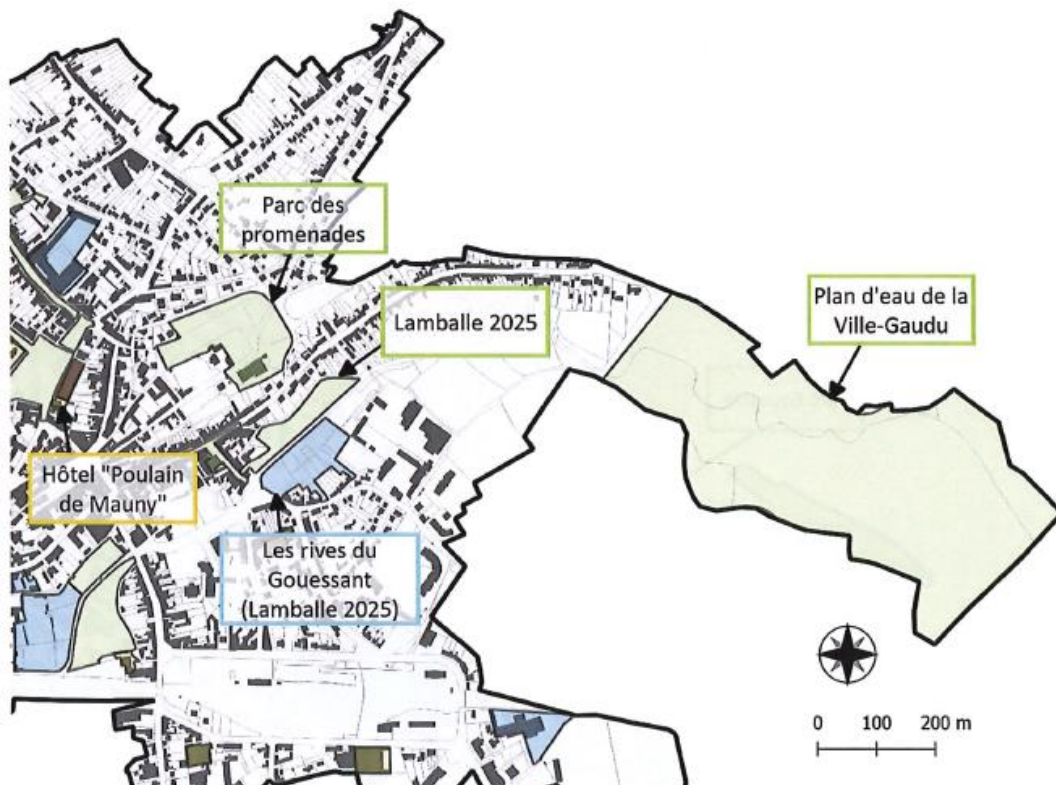 Parc des
promenades
Lamballe 2025
Plan d'eau de la
Ville-Gaudu
Hôtel "Poulain
de Mauny"
Les rives du
Gouessant
(Lamballe 2025)
0 100 200 m